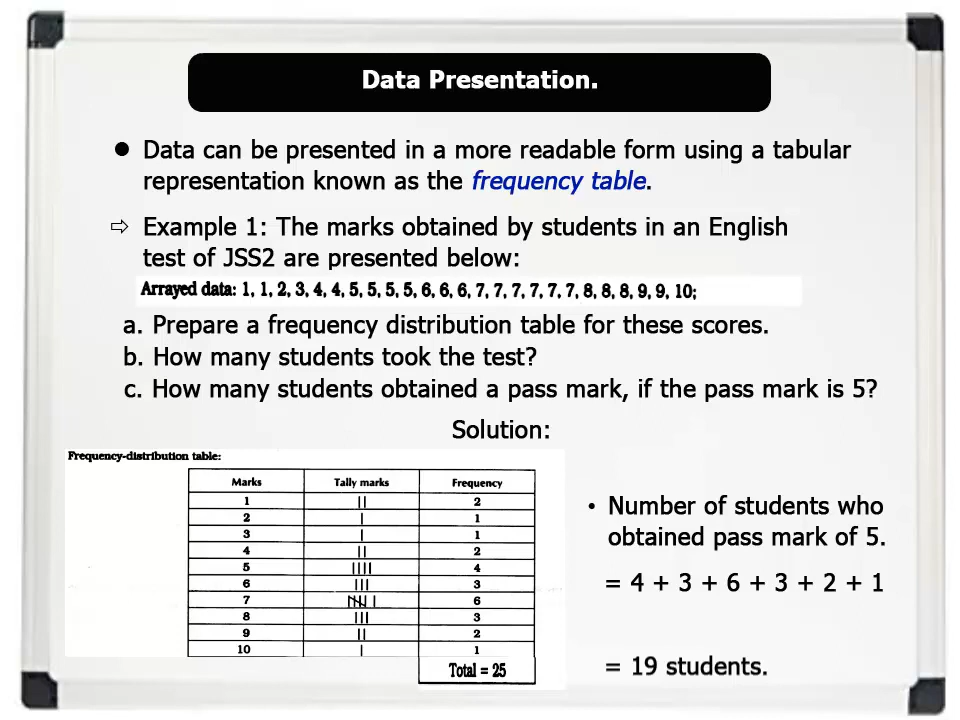 Data Presentation.
● Data can be presented in a more readable form using a tabular
representation known as the frequency table.
⇨ Example 1: The marks obtained by students in an English
test of JSS2 are presented below:
Arrayed data: 1, 1, 2, 3, 4, 4, 5, 5, 5, 5, 6, 6, 6, 7, 7, 7, 7, 7, 7, 8, 8, 8, 9, 9, 10;
a. Prepare a frequency distribution table for these scores.
b. How many students took the test?
c. How many students obtained a pass mark, if the pass mark is 5?
Solution:
Frequency-distribution table:
Marks Tally marks Frequency
1 || 2
2 | 1
3 | 1
4 || 2
5 |||| 4
6 ||| 3
7 |||| | 6
8 ||| 3
9 || 2
10 | 1
Total = 25
• Number of students who
obtained pass mark of 5.
= 4 + 3 + 6 + 3 + 2 + 1
= 19 students.